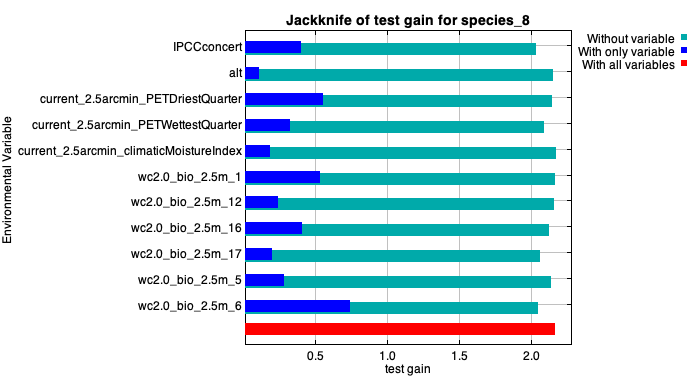 Jackknife of test gain for species_8
Without variable
With only variable
With all variables
Environmental Variable
IPCCconcert
alt
current_2.5arcmin_PETDriestQuarter
current_2.5arcmin_PETWettestQuarter
current_2.5arcmin_climaticMoistureIndex
wc2.0_bio_2.5m_1
wc2.0_bio_2.5m_12
wc2.0_bio_2.5m_16
wc2.0_bio_2.5m_17
wc2.0_bio_2.5m_5
wc2.0_bio_2.5m_6
0.5 1.0 1.5 2.0
test gain